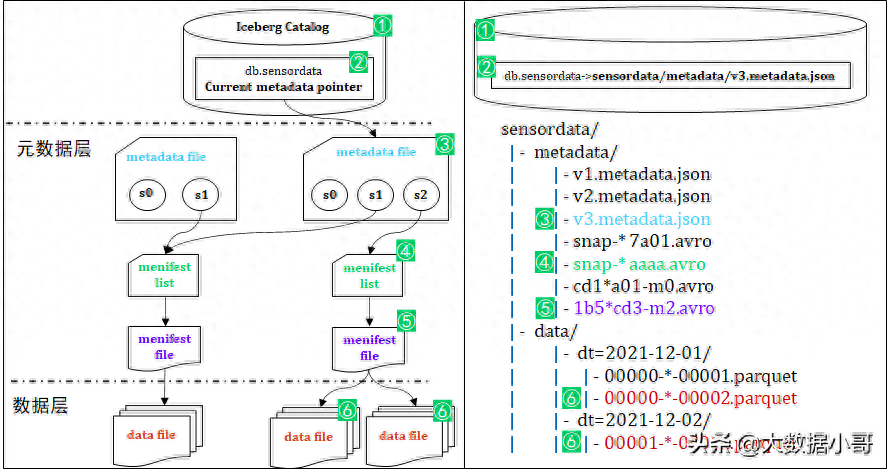 Iceberg Catalog ①
②
db.sensordata
Current metadata pointer
元数据层
metadata file
s0 s1
metadata file ③
s0 s1 s2
menifest
list
④
menifest
list
menifest
file
⑤
menifest
file
数据层
data file
⑥
data file
⑥
data file
①
②
db.sensordata->sensordata/metadata/v3.metadata.json
sensordata/
|- metadata/
| |- v1.metadata.json
| |- v2.metadata.json
| ③ |- v3.metadata.json
| |- snap-* 7a01.avro
| ④ |- snap-* aaaa.avro
| |- cd1*a01-m0.avro
| ⑤ |- 1b5*cd3-m2.avro
|- data/
| |- dt=2021-12-01/
| | |- 00000-*-00001.parquet
| ⑥ |- 00000-*-00002.parquet
| |- dt=2021-12-02/
| ⑥ |- 00001-*-
头条 @大数据小哥